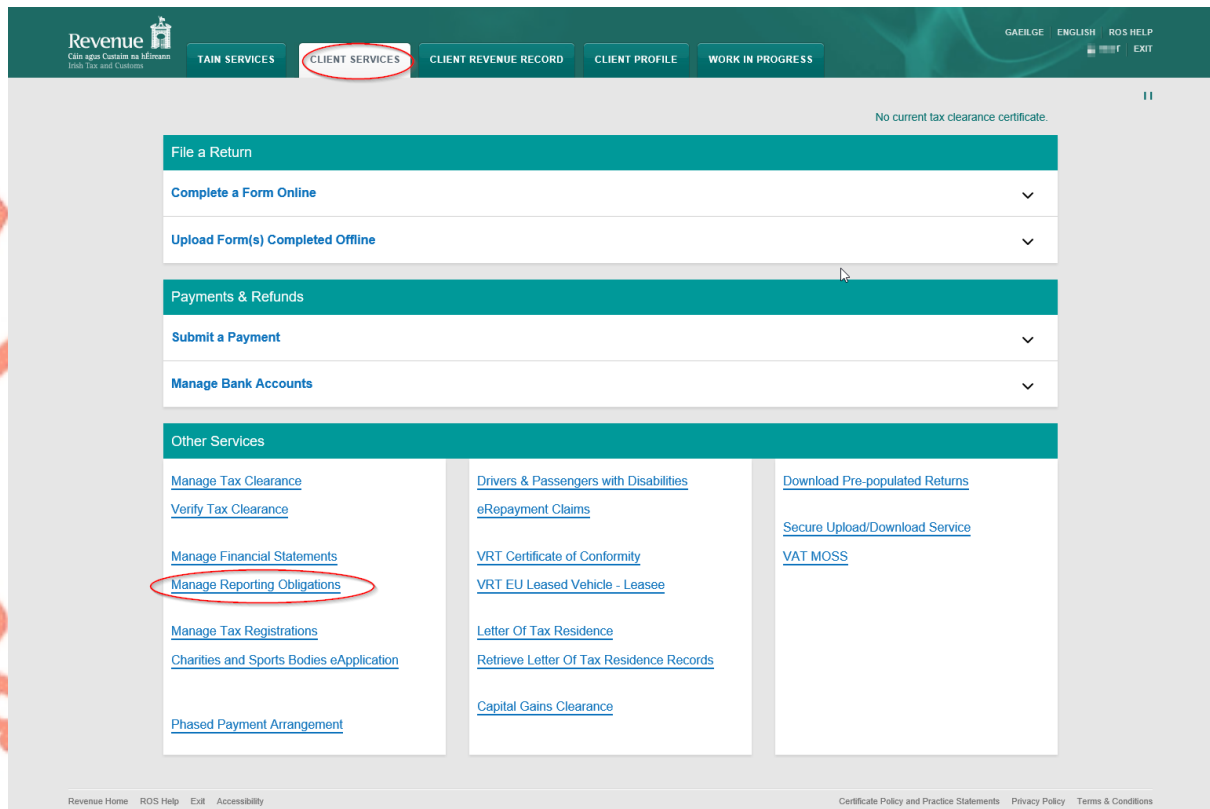 GAEILGE ENGLISH ROS HELP
EXIT
Revenue
Cáin agus Custaim na hÉireann
Irish Tax and Customs
TAIN SERVICES CLIENT SERVICES CLIENT REVENUE RECORD CLIENT PROFILE WORK IN PROGRESS
No current tax clearance certificate.
File a Return
Complete a Form Online
Upload Form(s) Completed Offline
Payments & Refunds
Submit a Payment
Manage Bank Accounts
Other Services
Manage Tax Clearance
Verify Tax Clearance
Manage Financial Statements
Manage Reporting Obligations
Manage Tax Registrations
Charities and Sports Bodies eApplication
Phased Payment Arrangement
Drivers & Passengers with Disabilities
eRepayment Claims
VRT Certificate of Conformity
VRT EU Leased Vehicle - Leasee
Letter Of Tax Residence
Retrieve Letter Of Tax Residence Records
Capital Gains Clearance
Download Pre-populated Returns
Secure Upload/Download Service
VAT MOSS
Revenue Home ROS Help Exit Accessibility Certificate Policy and Practice Statements Privacy Policy Terms & Conditions